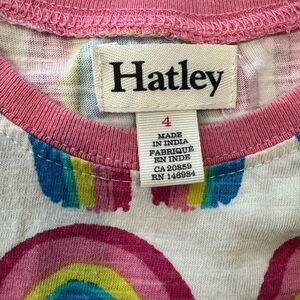 Hatley
4
MADE
IN INDIA
FABRIQUÉ
EN INDE
CA 20859
RN 146984